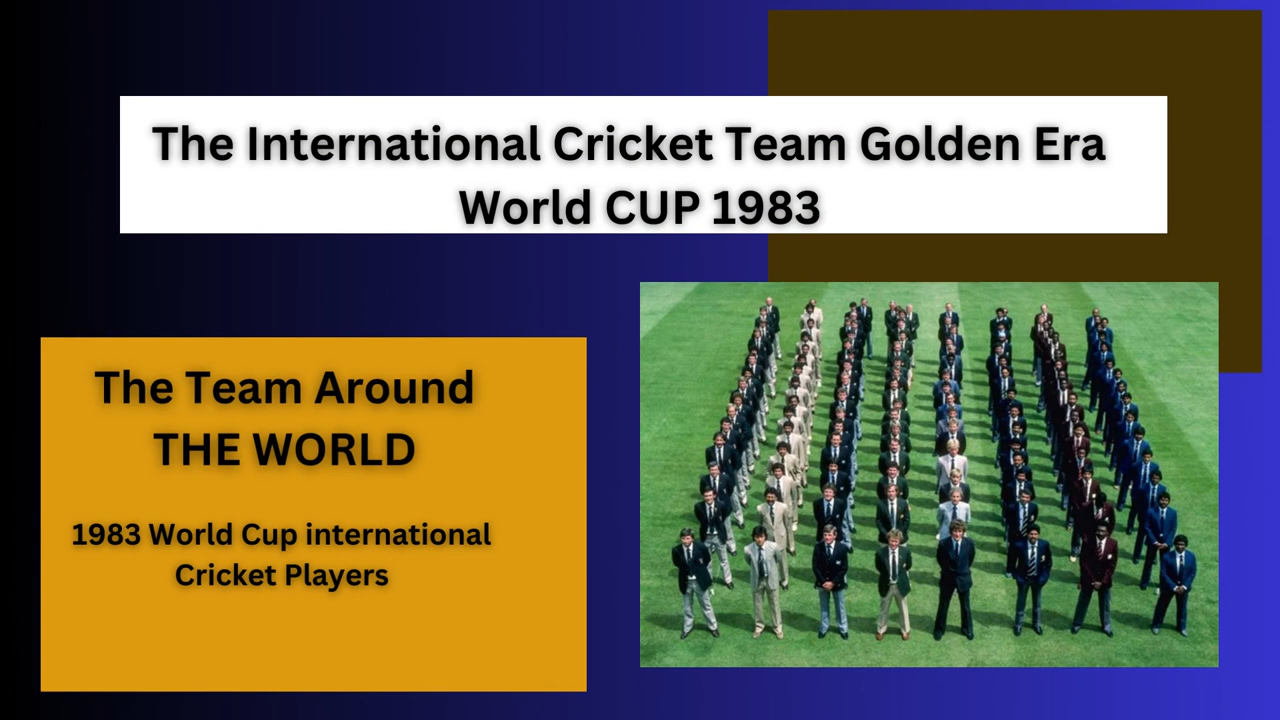 The International Cricket Team Golden Era
World CUP 1983
The Team Around
THE WORLD
1983 World Cup international
Cricket Players